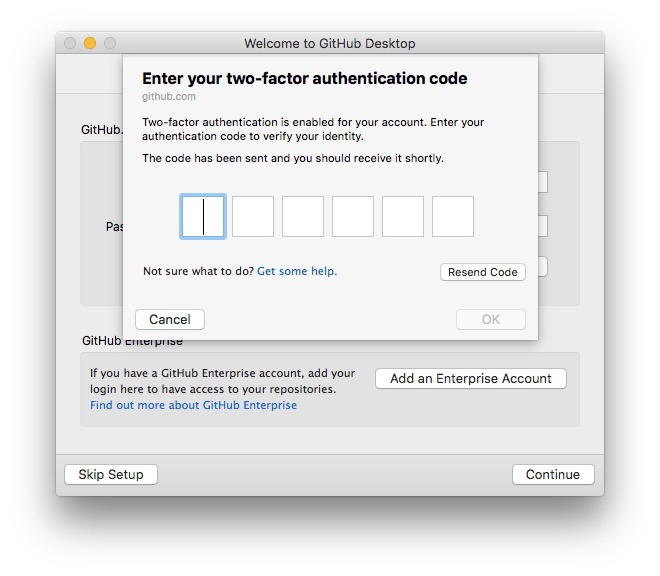 Welcome to GitHub Desktop
Enter your two-factor authentication code
github.com
Two-factor authentication is enabled for your account. Enter your
authentication code to verify your identity.
The code has been sent and you should receive it shortly.
GitHub.
Pas
Not sure what to do? Get some help.
Resend Code
Cancel
OK
GitHub Enterprise
If you have a GitHub Enterprise account, add your
login here to have access to your repositories.
Find out more about GitHub Enterprise
Add an Enterprise Account
Skip Setup
Continue